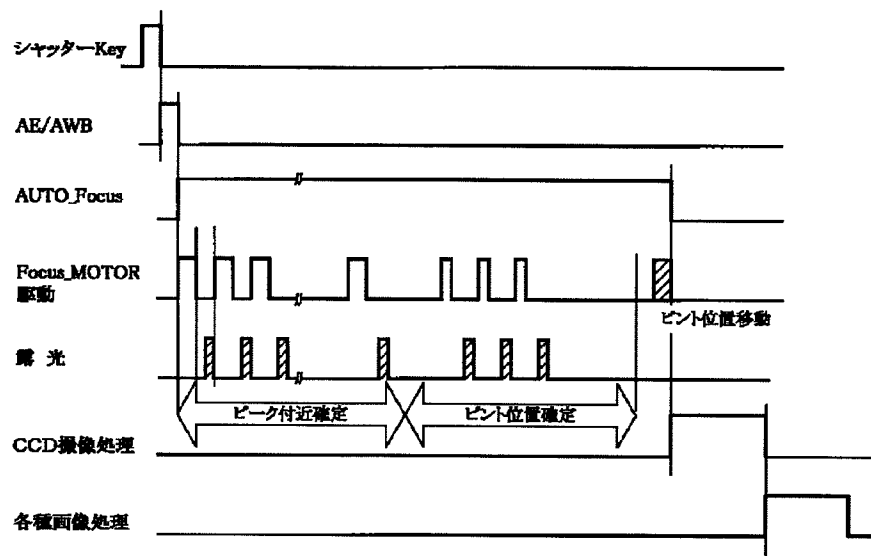 シャッターKey
AE/AWB
AUTO_Focus
Focus_MOTOR
駆動
ピント位置移動
露 光
ピーク付近確定
ピント位置確定
CCD撮像処理
各種画像処理